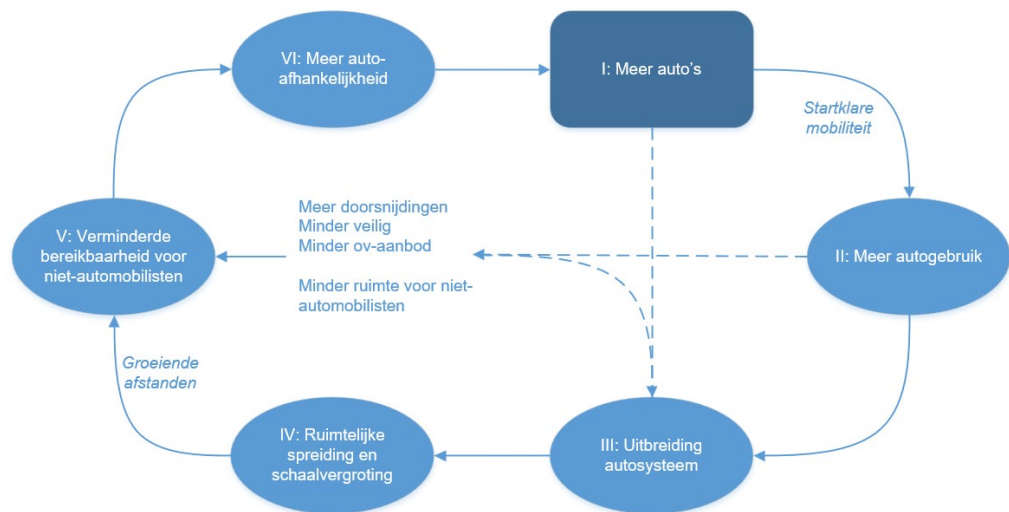 VI: Meer auto-
afhankelijkheid
I: Meer auto's
Startklare
mobiliteit
Meer doorsnijdingen
Minder veilig
Minder ov-aanbod
Minder ruimte voor niet-
automobilisten
V: Verminderde
bereikbaarheid voor
niet-automobilisten
II: Meer autogebruik
Groeiende
afstanden
IV: Ruimtelijke
spreiding en
schaalvergroting
III: Uitbreiding
autosysteem